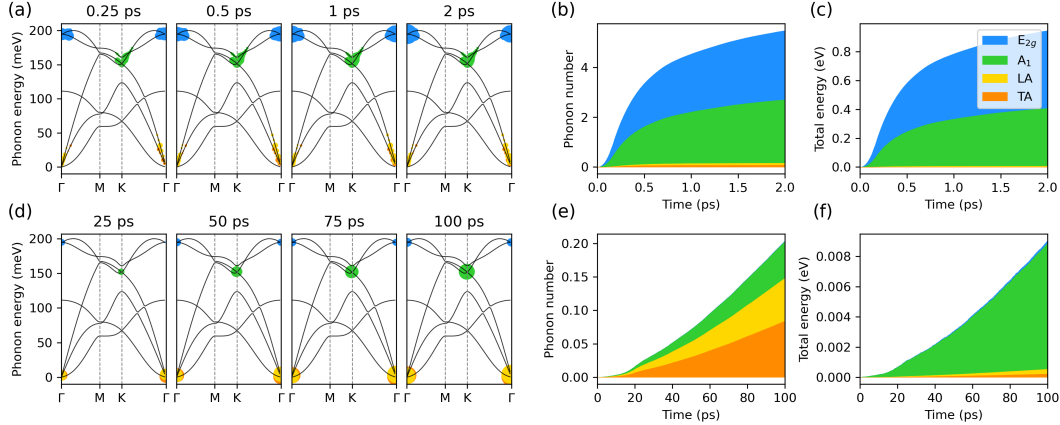 (a)
0.25 ps
0.5 ps
1 ps
2 ps
Phonon energy (meV)
200
150
100
50
0
Γ M K Γ
Γ M K Γ
Γ M K Γ
Γ M K Γ
(b)
Phonon number
4
2
0
0.0 0.5 1.0 1.5 2.0
Time (ps)
(c)
Total energy (eV)
0.8
0.6
0.4
0.2
0.0
E2g
A1
LA
TA
0.0 0.5 1.0 1.5 2.0
Time (ps)
(d)
25 ps
50 ps
75 ps
100 ps
Phonon energy (meV)
200
150
100
50
0
Γ M K Γ
Γ M K Γ
Γ M K Γ
Γ M K Γ
(e)
Phonon number
0.20
0.15
0.10
0.05
0.00
0 20 40 60 80 100
Time (ps)
(f)
Total energy (eV)
0.008
0.006
0.004
0.002
0.000
0 20 40 60 80 100
Time (ps)